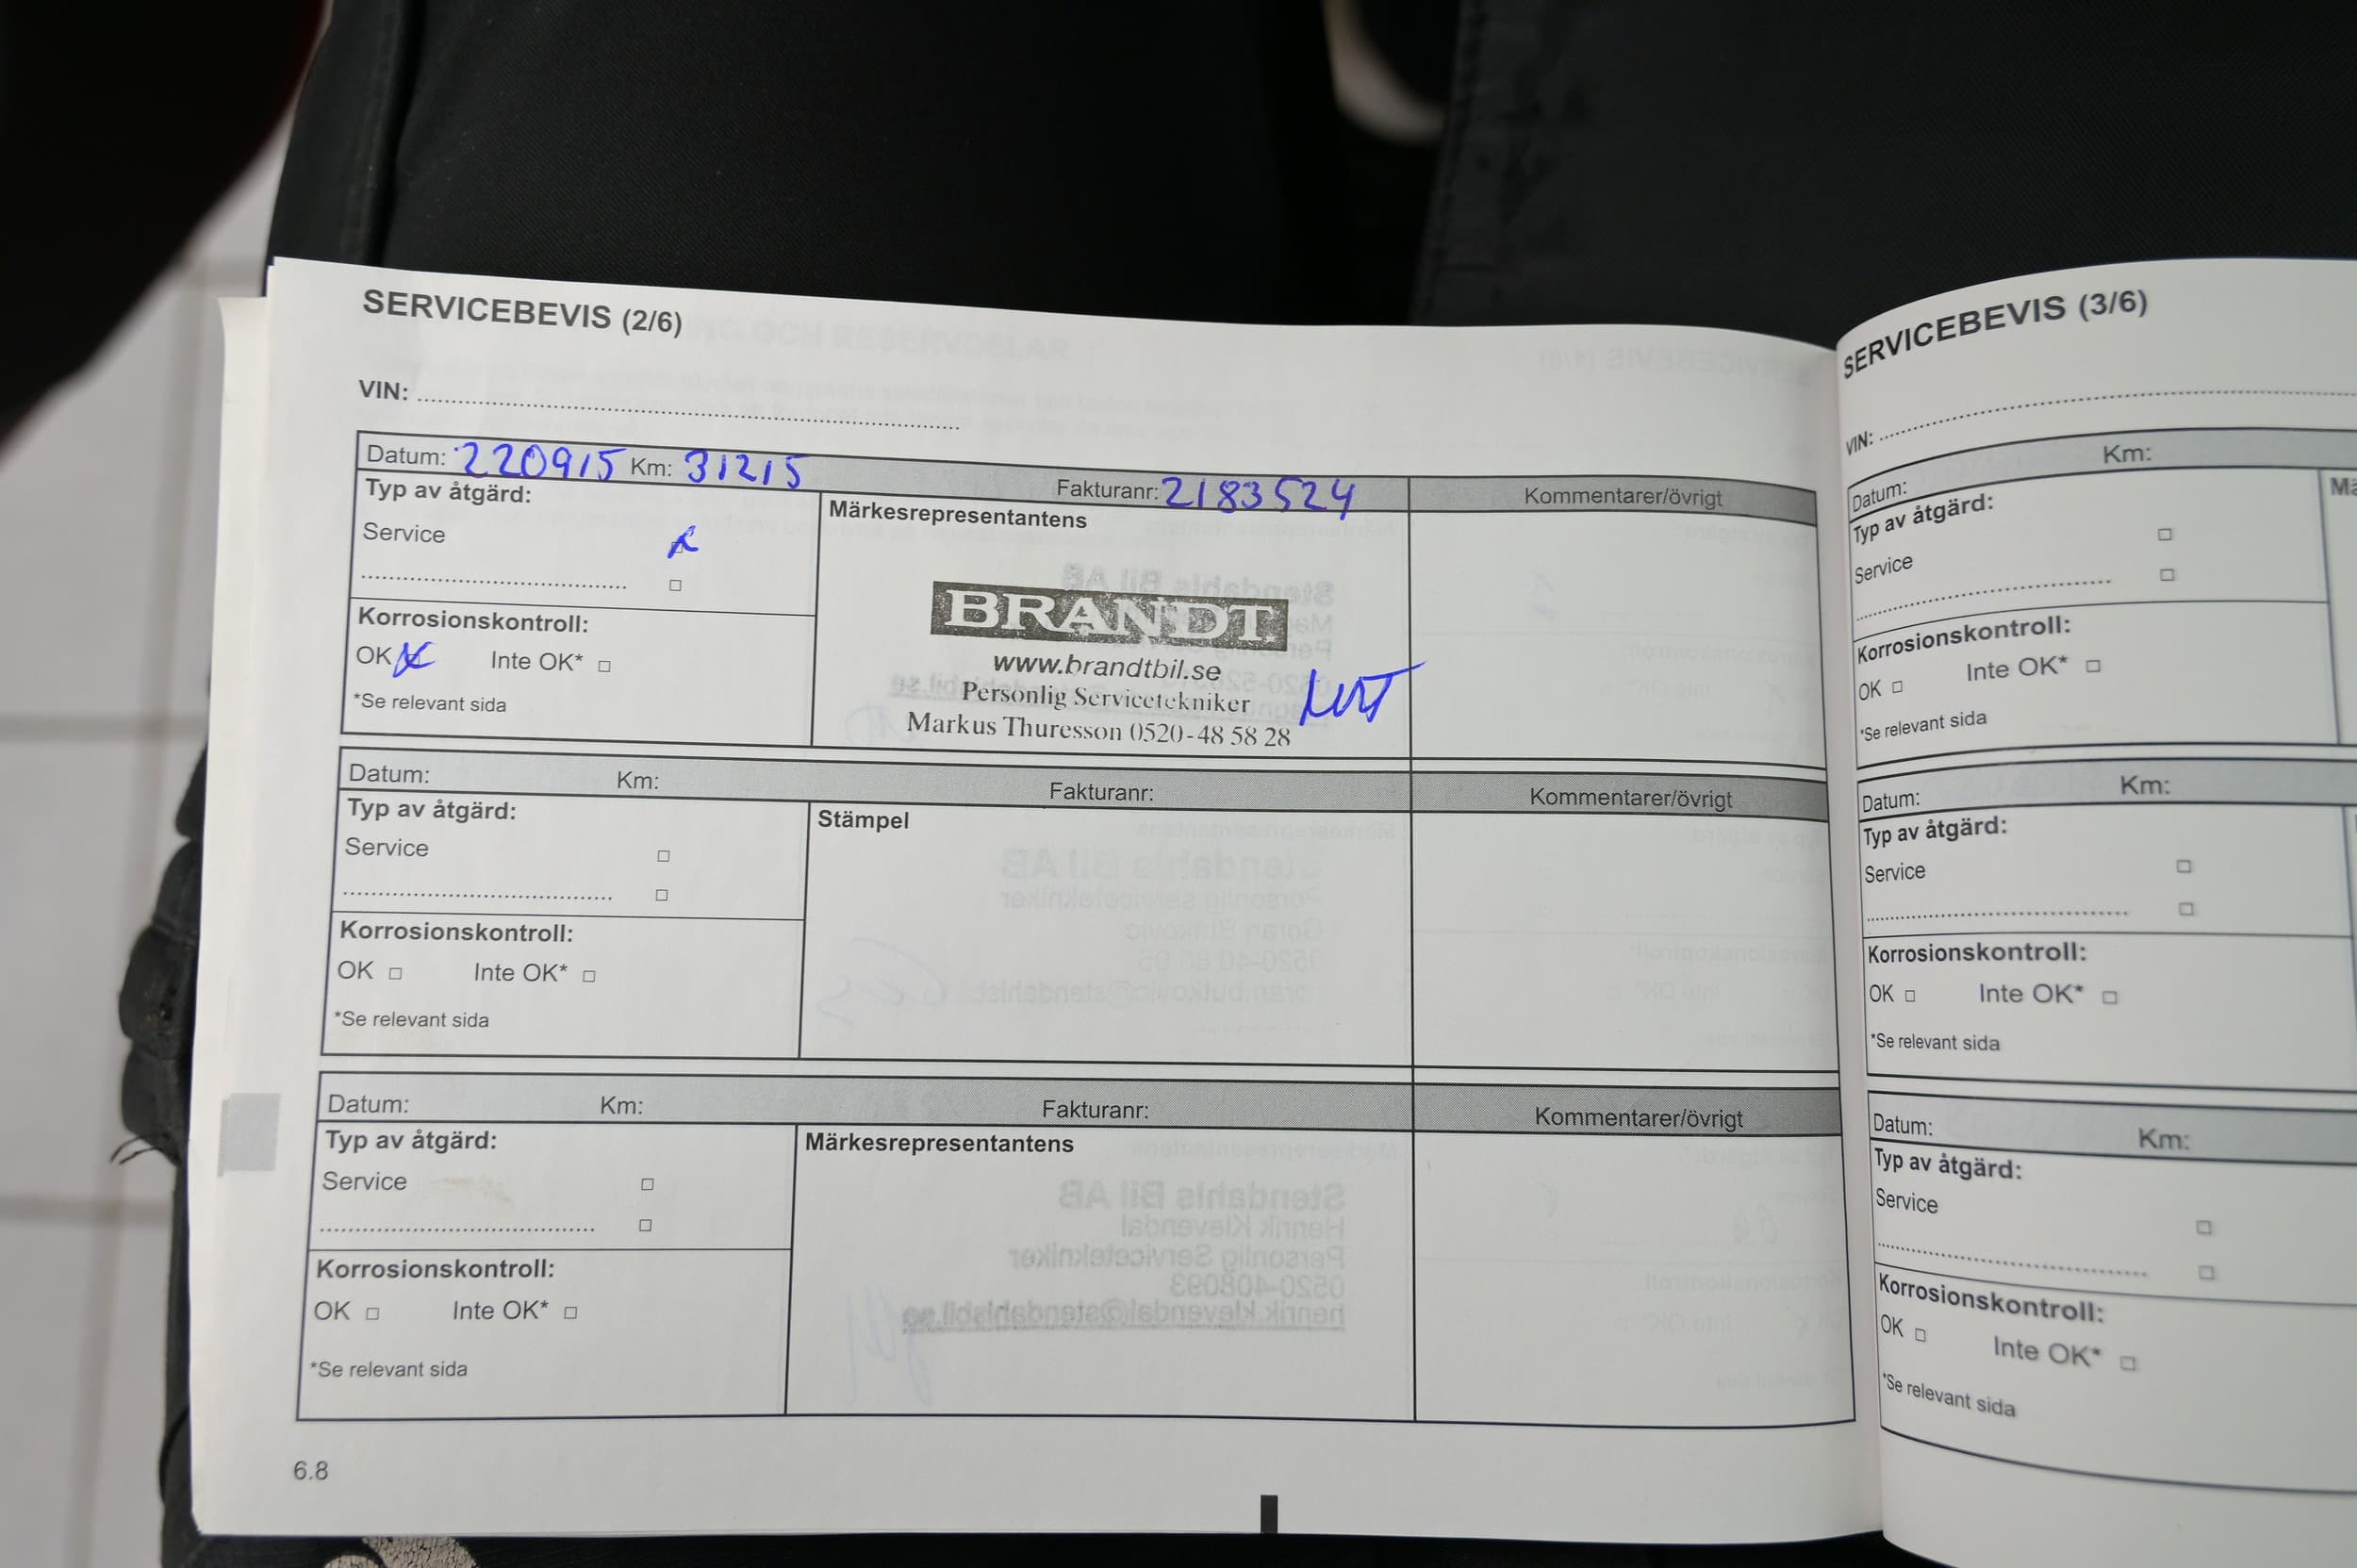 SERVICEBEVIS (2/6)
VIN:
Datum: 220915 Km: 31215 Fakturanr: 2183524 Kommentarer/övrigt
Typ av åtgärd:
Service
Korrosionskontroll:
OK Inte OK*
*Se relevant sida
Märkesrepresentantens
BRANDT
www.brandtbil.se
Personlig Servicetekniker
Markus Thuresson 0520-48 58 28
Datum: Km: Fakturanr: Kommentarer/övrigt
Typ av åtgärd:
Service
Korrosionskontroll:
OK Inte OK*
*Se relevant sida
Stämpel
Datum: Km: Fakturanr: Kommentarer/övrigt
Typ av åtgärd:
Service
Korrosionskontroll:
OK Inte OK*
*Se relevant sida
Märkesrepresentantens
6.8
SERVICEBEVIS (3/6)
VIN:
Datum: Km:
Typ av åtgärd:
Service
Korrosionskontroll:
OK Inte OK*
*Se relevant sida
Datum: Km:
Typ av åtgärd:
Service
Korrosionskontroll:
OK Inte OK*
*Se relevant sida
Datum: Km:
Typ av åtgärd:
Service
Korrosionskontroll:
OK Inte OK*
*Se relevant sida